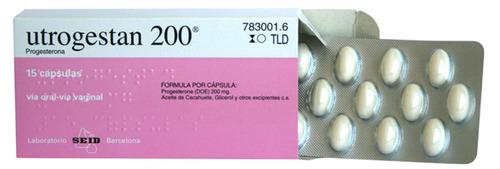 utrogestan 200®
Progesterona
783001.6
TLD
15 cápsulas
vía oral-vía vaginal
FORMULA POR CÁPSULA:
Progesterona (DOE) 200 mg.
Aceite de Cacahuete, Glicerol y otros excipientes c.s.
Laboratorio SEID Barcelona